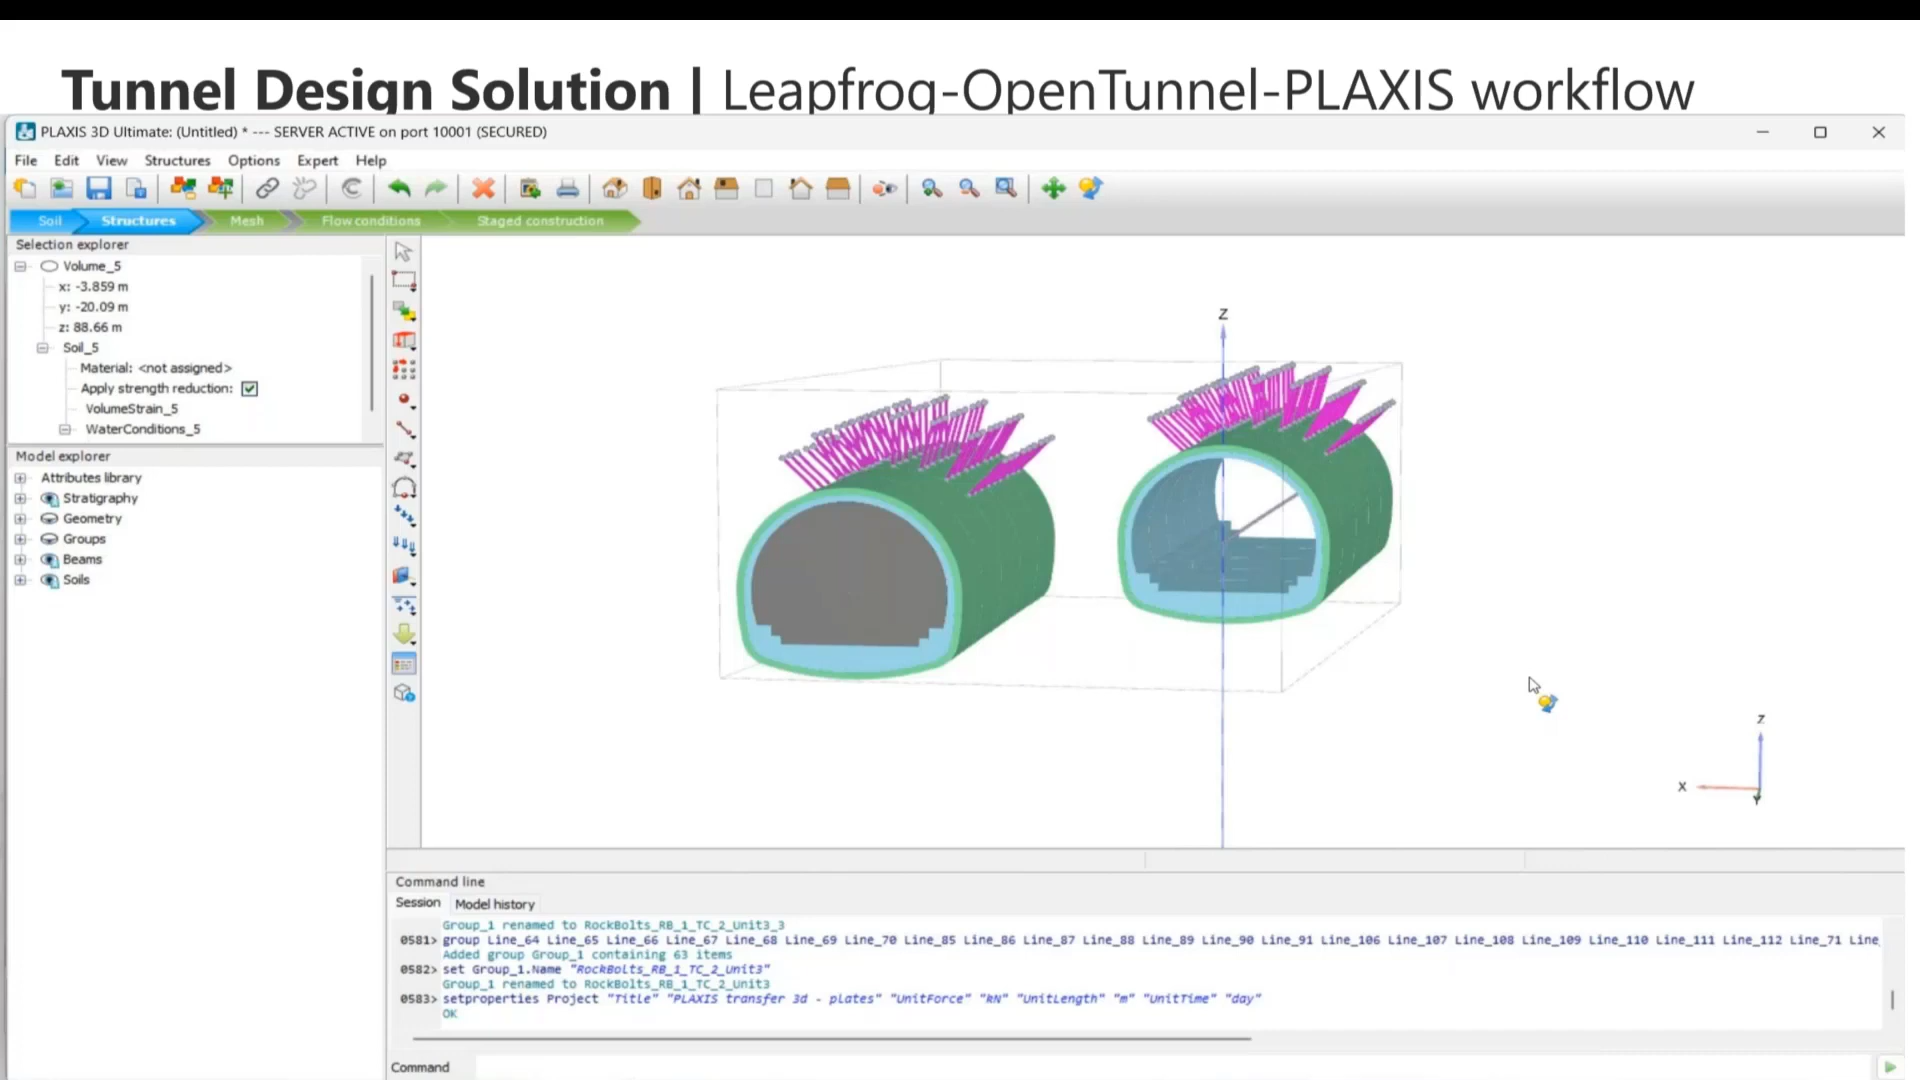 Tunnel Design Solution | Leapfrog-OpenTunnel-PLAXIS workflow
PLAXIS 3D Ultimate: (Untitled) * --- SERVER ACTIVE on port 10001 (SECURED)
File Edit View Structures Options Expert Help
Soil Structures Mesh Flow conditions Staged construction
Selection explorer
Volume_5
x: -3.859 m
y: -20.09 m
z: 88.66 m
Soil_5
Material: <not assigned>
Apply strength reduction:
VolumeStrain_5
WaterConditions_5
Model explorer
Attributes library
Stratigraphy
Geometry
Groups
Beams
Soils
Z
Z
X
Y
Command line
Session Model history
Group_1 renamed to RockBolts_RB_1_TC_2_Unit3_3
0581> group Line_64 Line_65 Line_66 Line_67 Line_68 Line_69 Line_70 Line_85 Line_86 Line_87 Line_88 Line_89 Line_90 Line_91 Line_106 Line_107 Line_108 Line_109 Line_110 Line_111 Line_112 Line_71 Line_
Added group Group_1 containing 63 items
0582> set Group_1.Name "RockBolts_RB_1_TC_2_Unit3"
Group_1 renamed to RockBolts_RB_1_TC_2_Unit3
0583> setproperties Project "Title" "PLAXIS transfer 3d - plates" "UnitForce" "kN" "UnitLength" "m" "UnitTime" "day"
OK
Command